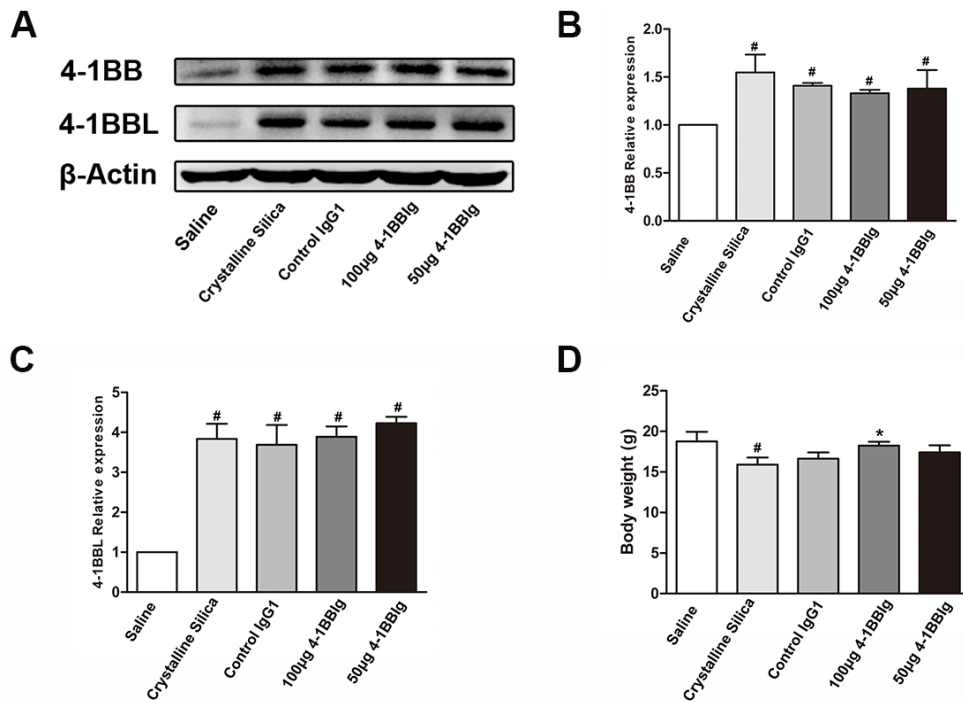 A
4-1BB
4-1BBL
β-Actin
Saline
Crystalline Silica
Control IgG1
100μg 4-1BBIg
50μg 4-1BBIg
B
4-1BB Relative expression
2.0
1.5
1.0
0.5
0.0
#
#
#
#
Saline
Crystalline Silica
Control IgG1
100μg 4-1BBIg
50μg 4-1BBIg
C
4-1BBL Relative expression
5
4
3
2
1
0
#
#
#
#
Saline
Crystalline Silica
Control IgG1
100μg 4-1BBIg
50μg 4-1BBIg
D
Body weight (g)
25
20
15
10
5
0
#
*
Saline
Crystalline Silica
Control IgG1
100μg 4-1BBIg
50μg 4-1BBIg